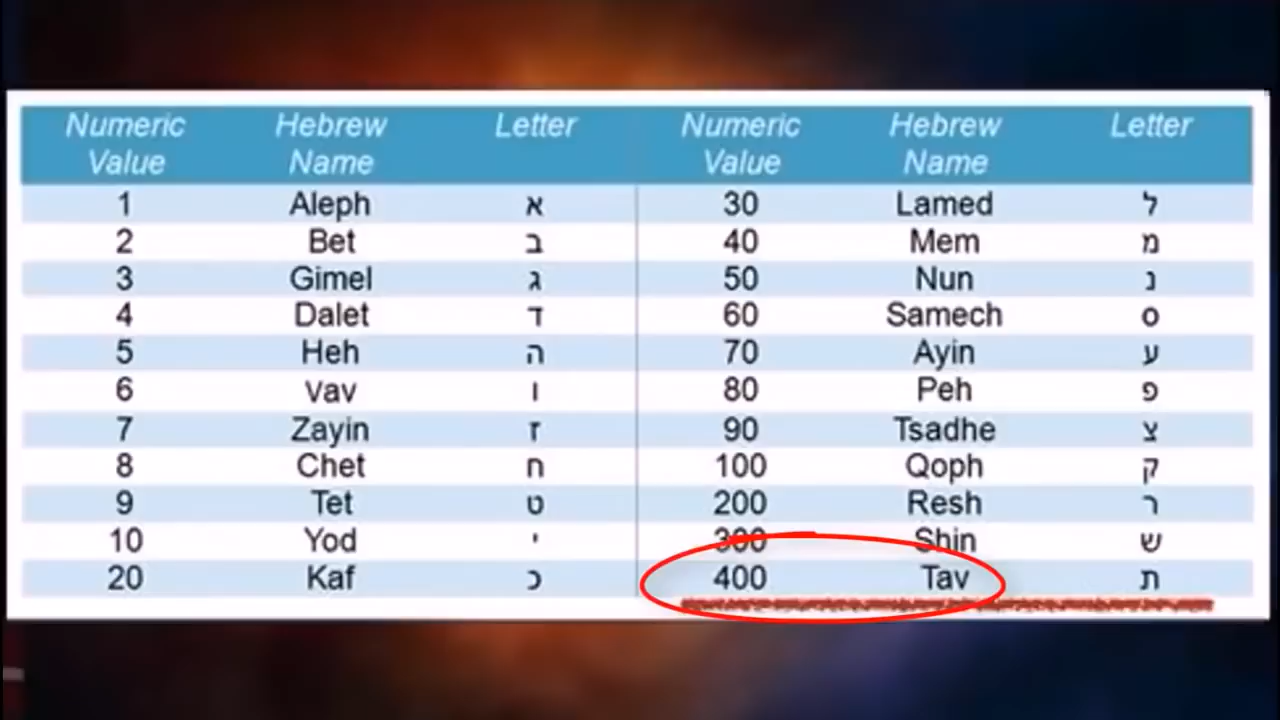 Numeric Value Hebrew Name Letter Numeric Value Hebrew Name Letter
1 Aleph א 30 Lamed ל
2 Bet ב 40 Mem מ
3 Gimel ג 50 Nun נ
4 Dalet ד 60 Samech ס
5 Heh ה 70 Ayin ע
6 Vav ו 80 Peh פ
7 Zayin ז 90 Tsadhe צ
8 Chet ח 100 Qoph ק
9 Tet ט 200 Resh ר
10 Yod י 300 Shin ש
20 Kaf כ 400 Tav ת